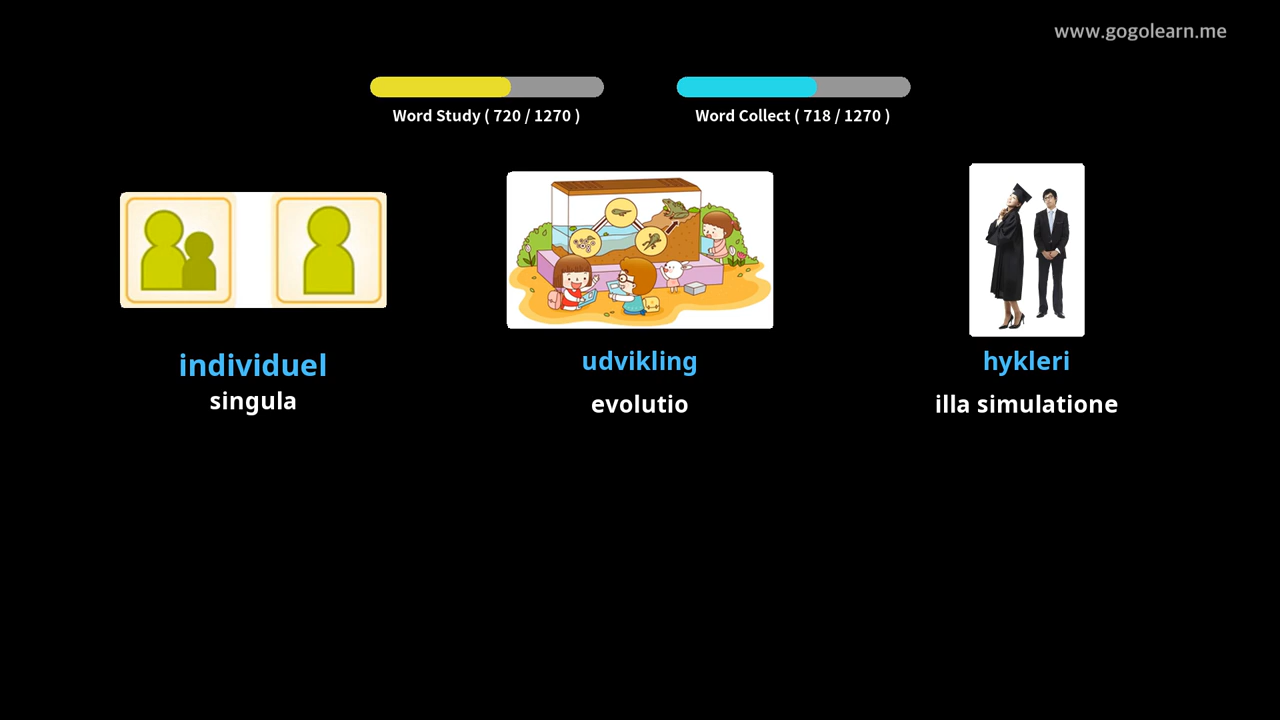 www.gogolearn.me
Word Study ( 720 / 1270 )
Word Collect ( 718 / 1270 )
individuel
singula
udvikling
evolutio
hykleri
illa simulatione